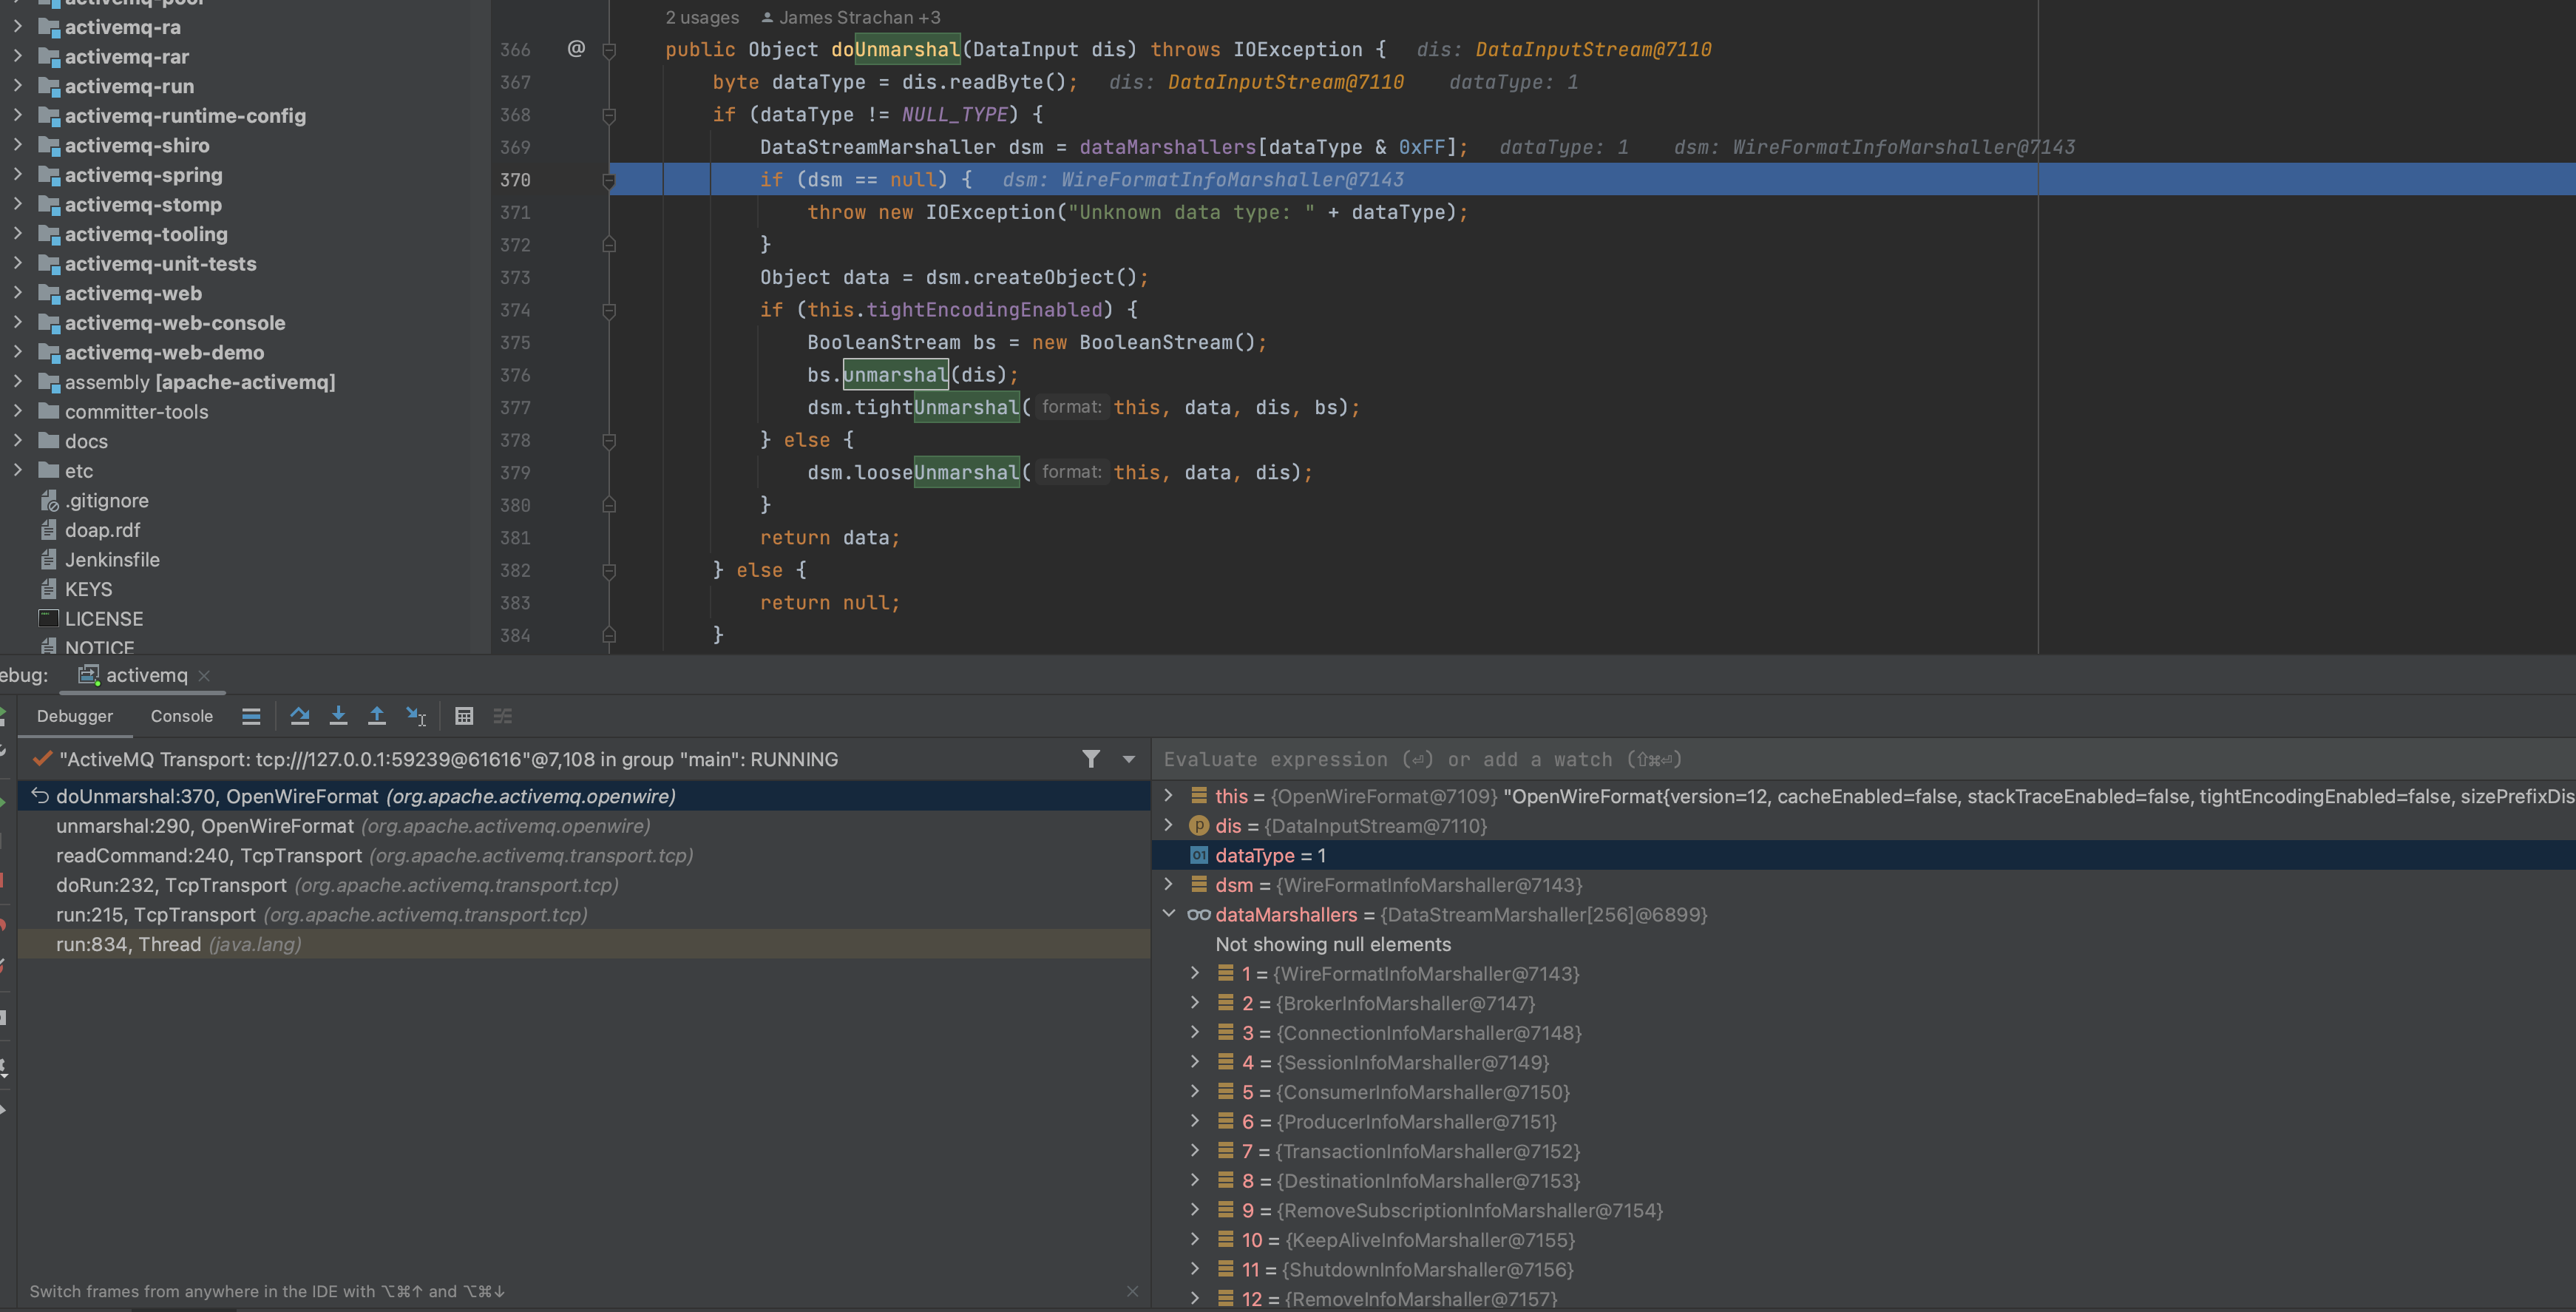 activemq-ra
activemq-rar
activemq-run
activemq-runtime-config
activemq-shiro
activemq-spring
activemq-stomp
activemq-tooling
activemq-unit-tests
activemq-web
activemq-web-console
activemq-web-demo
assembly [apache-activemq]
committer-tools
docs
etc
.gitignore
doap.rdf
Jenkinsfile
KEYS
LICENSE
NOTICE
2 usages James Strachan +3
366 @ public Object doUnmarshal(DataInput dis) throws IOException { dis: DataInputStream@7110
367 byte dataType = dis.readByte(); dis: DataInputStream@7110 dataType: 1
368 if (dataType != NULL_TYPE) {
369 DataStreamMarshaller dsm = dataMarshallers[dataType & 0xFF]; dataType: 1 dsm: WireFormatInfoMarshaller@7143
370 if (dsm == null) { dsm: WireFormatInfoMarshaller@7143
371 throw new IOException("Unknown data type: " + dataType);
372 }
373 Object data = dsm.createObject();
374 if (this.tightEncodingEnabled) {
375 BooleanStream bs = new BooleanStream();
376 bs.unmarshal(dis);
377 dsm.tightUnmarshal( format: this, data, dis, bs);
378 } else {
379 dsm.looseUnmarshal( format: this, data, dis);
380 }
381 return data;
382 } else {
383 return null;
384 }
ebug: activemq
Debugger Console
"ActiveMQ Transport: tcp:///127.0.0.1:59239@61616"@7,108 in group "main": RUNNING
doUnmarshal:370, OpenWireFormat (org.apache.activemq.openwire)
unmarshal:290, OpenWireFormat (org.apache.activemq.openwire)
readCommand:240, TcpTransport (org.apache.activemq.transport.tcp)
doRun:232, TcpTransport (org.apache.activemq.transport.tcp)
run:215, TcpTransport (org.apache.activemq.transport.tcp)
run:834, Thread (java.lang)
Switch frames from anywhere in the IDE with ⌥⌘↑ and ⌥⌘↓
Evaluate expression (⏎) or add a watch (⇧⌘⏎)
this = {OpenWireFormat@7109} "OpenWireFormat{version=12, cacheEnabled=false, stackTraceEnabled=false, tightEncodingEnabled=false, sizePrefixDis
dis = {DataInputStream@7110}
dataType = 1
dsm = {WireFormatInfoMarshaller@7143}
dataMarshallers = {DataStreamMarshaller[256]@6899}
Not showing null elements
1 = {WireFormatInfoMarshaller@7143}
2 = {BrokerInfoMarshaller@7147}
3 = {ConnectionInfoMarshaller@7148}
4 = {SessionInfoMarshaller@7149}
5 = {ConsumerInfoMarshaller@7150}
6 = {ProducerInfoMarshaller@7151}
7 = {TransactionInfoMarshaller@7152}
8 = {DestinationInfoMarshaller@7153}
9 = {RemoveSubscriptionInfoMarshaller@7154}
10 = {KeepAliveInfoMarshaller@7155}
11 = {ShutdownInfoMarshaller@7156}
12 = {RemoveInfoMarshaller@7157}